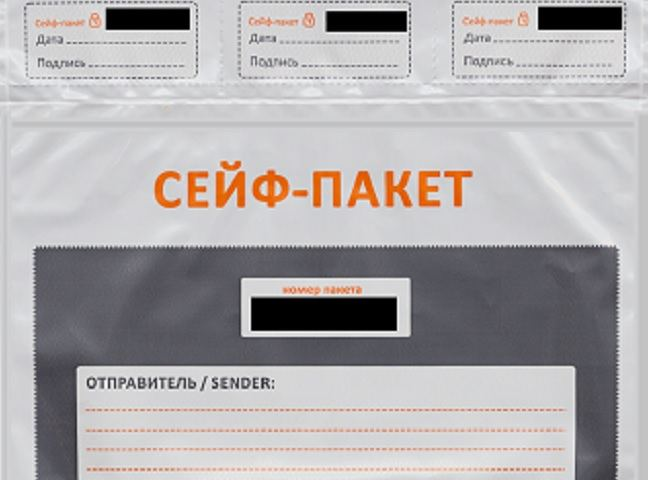 Сейф-пакет Сейф-пакет Сейф-пакет
Дата Дата Дата
Подпись Подпись Подпись
СЕЙФ-ПАКЕТ
номер пакета
ОТПРАВИТЕЛЬ / SENDER: